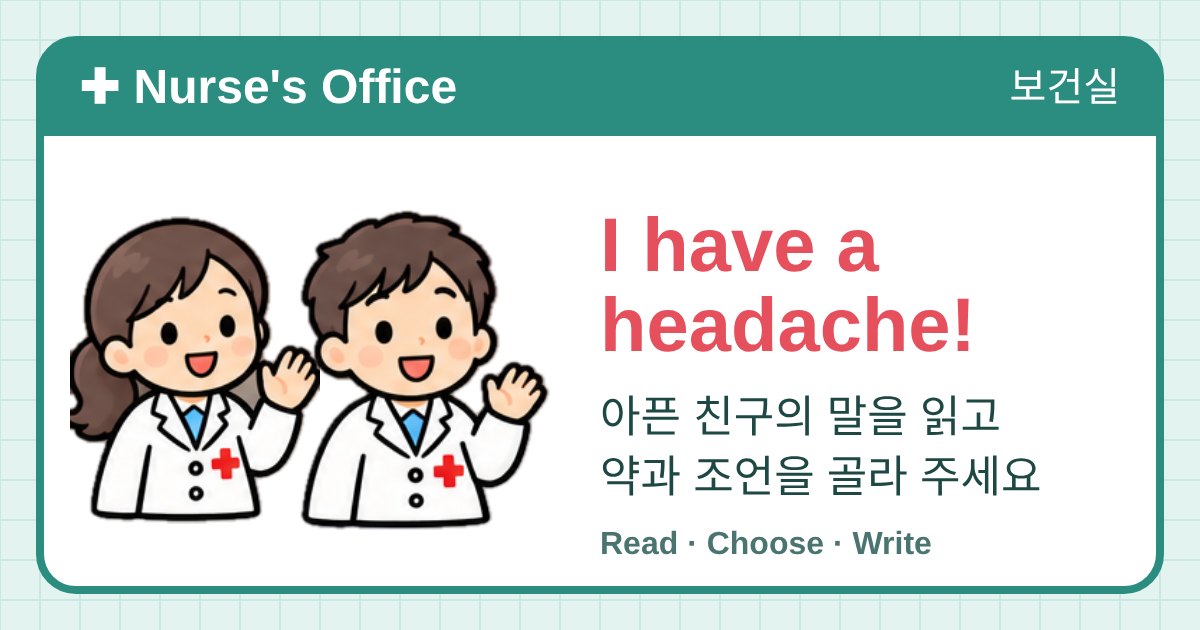 ✚ Nurse's Office
보건실
I have a
headache!
아픈 친구의 말을 읽고
약과 조언을 골라 주세요
Read · Choose · Write